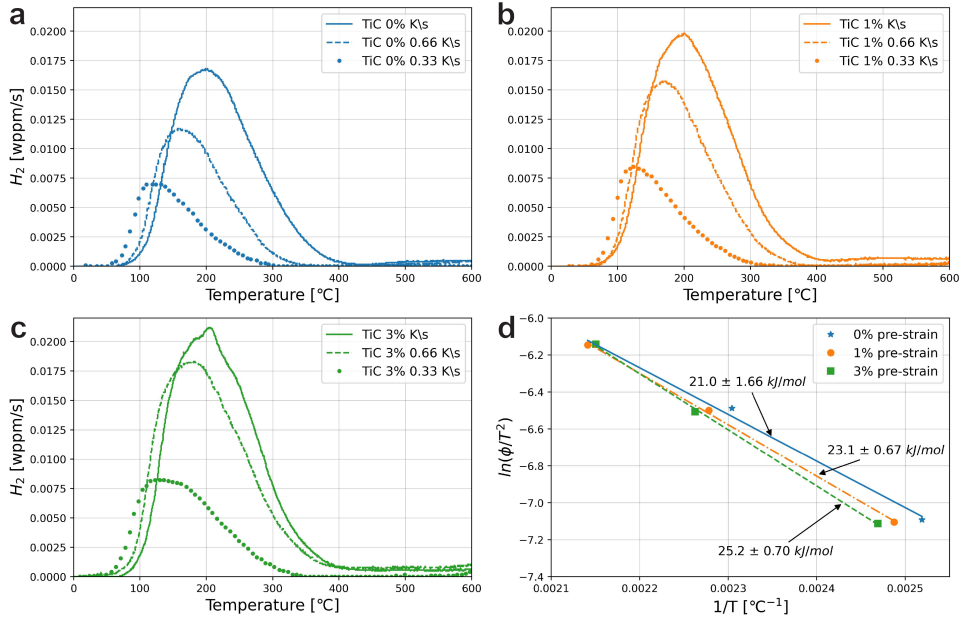 a
0.0200
0.0175
0.0150
0.0125
0.0100
0.0075
0.0050
0.0025
0.0000
H2 [wppm/s]
TiC 0% K\s
TiC 0% 0.66 K\s
TiC 0% 0.33 K\s
0 100 200 300 400 500 600
Temperature [℃]
b
0.0200
0.0175
0.0150
0.0125
0.0100
0.0075
0.0050
0.0025
0.0000
TiC 1% K\s
TiC 1% 0.66 K\s
TiC 1% 0.33 K\s
0 100 200 300 400 500 600
Temperature [℃]
c
0.0200
0.0175
0.0150
0.0125
0.0100
0.0075
0.0050
0.0025
0.0000
H2 [wppm/s]
TiC 3% K\s
TiC 3% 0.66 K\s
TiC 3% 0.33 K\s
0 100 200 300 400 500 600
Temperature [℃]
d
−6.0
−6.2
−6.4
−6.6
−6.8
−7.0
−7.2
−7.4
ln(ϕ/T²)
0% pre-strain
1% pre-strain
3% pre-strain
21.0 ± 1.66 kJ/mol
23.1 ± 0.67 kJ/mol
25.2 ± 0.70 kJ/mol
0.0021 0.0022 0.0023 0.0024 0.0025
1/T [℃⁻¹]